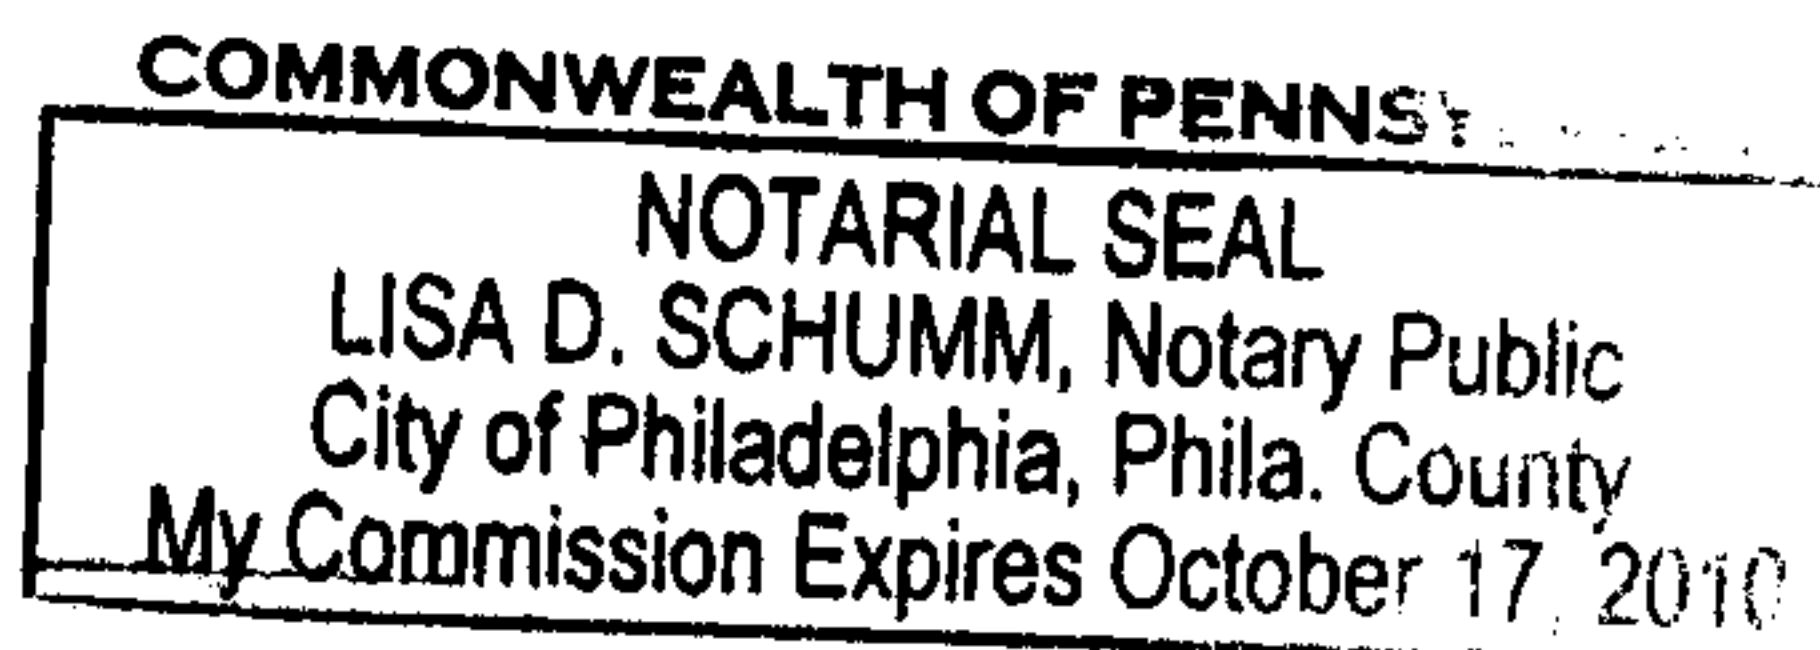 COMMONWEALTH OF PENNSY
NOTARIAL SEAL
LISA D. SCHUMM, Notary Public
City of Philadelphia, Phila. County
My Commission Expires October 17, 2010